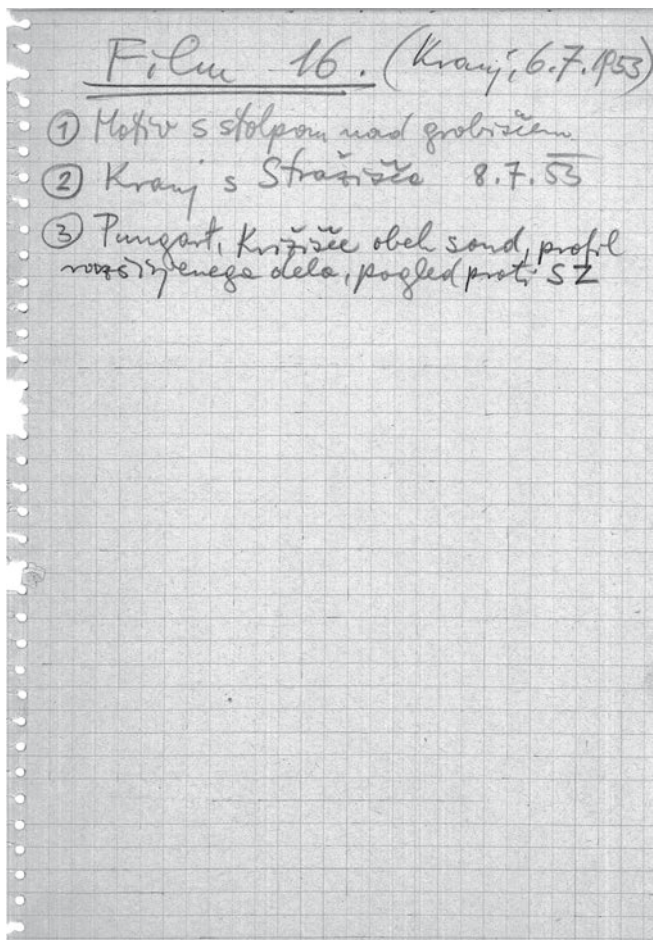 Film 16. (Kranj, 6.7.1953)
① Motiv s stolpom nad grobiščem
② Kranj s Stražišča 8.7.53
③ Pungart, Križišče obeh sond, profil
razširjenega dela, pogled proti SZ